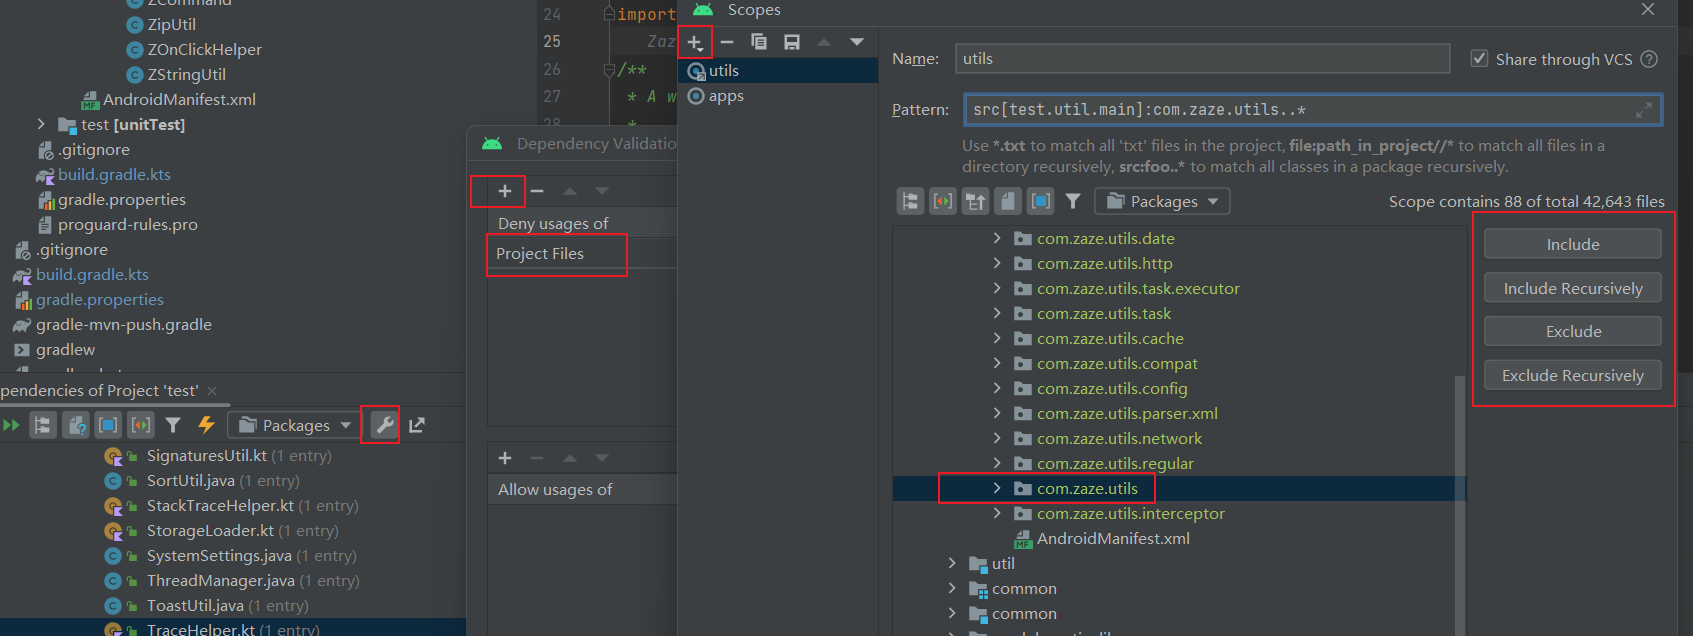 ZCommand
ZipUtil
ZOnClickHelper
ZStringUtil
AndroidManifest.xml
test [unitTest]
.gitignore
build.gradle.kts
gradle.properties
proguard-rules.pro
.gitignore
build.gradle.kts
gradle.properties
gradle-mvn-push.gradle
gradlew
pendencies of Project 'test'
Packages
SignaturesUtil.kt (1 entry)
SortUtil.java (1 entry)
StackTraceHelper.kt (1 entry)
StorageLoader.kt (1 entry)
SystemSettings.java (1 entry)
ThreadManager.java (1 entry)
ToastUtil.java (1 entry)
TraceHelper.kt (1 entry)
24 import
25 Zaz
26 /**
27 * A w
28 *
Dependency Validatio
Deny usages of
Project Files
Allow usages of
Scopes
utils
apps
Name: utils
Share through VCS
Pattern: src[test.util.main]:com.zaze.utils..*
Use *.txt to match all 'txt' files in the project, file:path_in_project//* to match all files in a
directory recursively, src:foo..* to match all classes in a package recursively.
Packages
Scope contains 88 of total 42,643 files
com.zaze.utils.date
com.zaze.utils.http
com.zaze.utils.task.executor
com.zaze.utils.task
com.zaze.utils.cache
com.zaze.utils.compat
com.zaze.utils.config
com.zaze.utils.parser.xml
com.zaze.utils.network
com.zaze.utils.regular
com.zaze.utils
com.zaze.utils.interceptor
AndroidManifest.xml
util
common
common
Include
Include Recursively
Exclude
Exclude Recursively